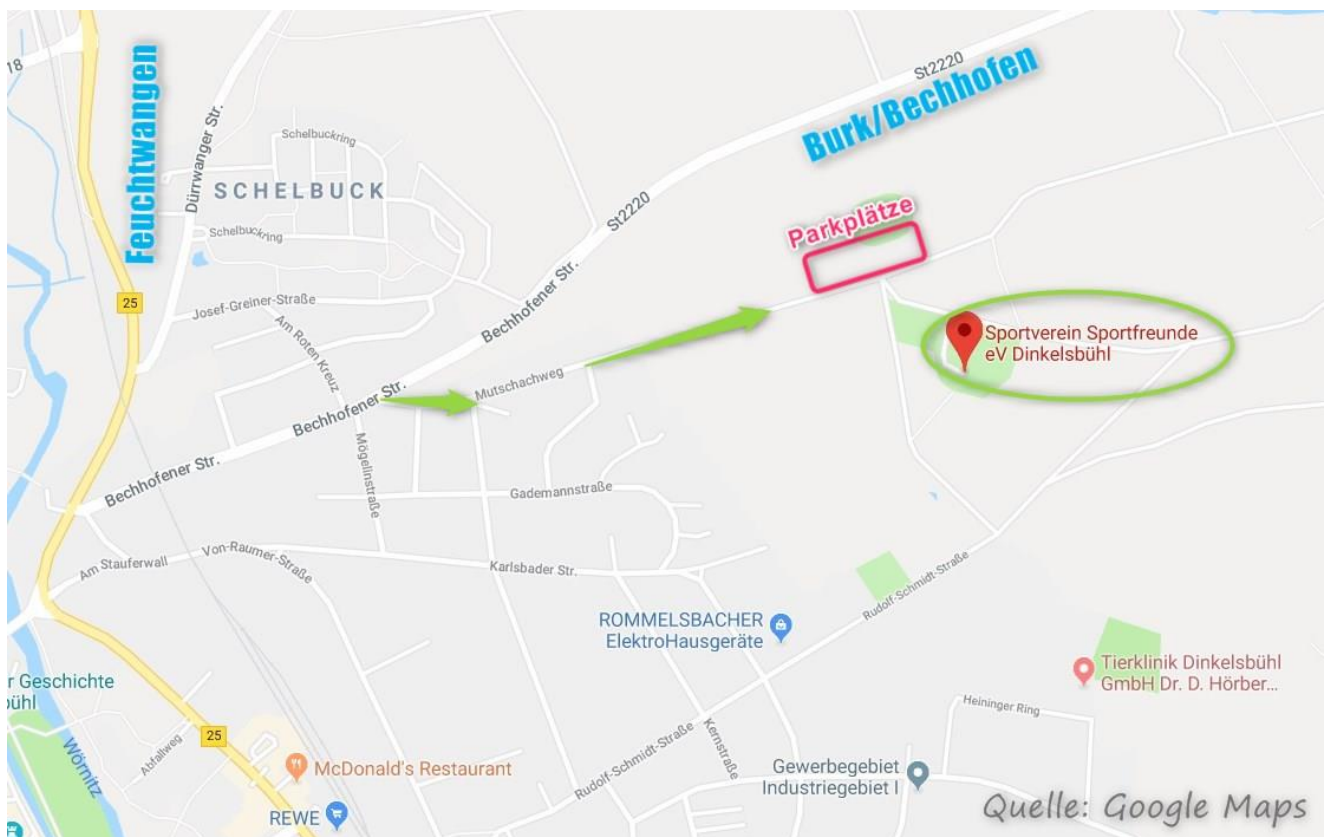 18
Feuchtwangen
Dürrwanger Str.
St2220
Burk/Bechhofen
Schelbuckring
SCHELBUCK
Schelbuckring
St2220
Parkplätze
25
Josef-Greiner-Straße
Am Roten Kreuz
Bechhofener Str.
Sportverein Sportfreunde
eV Dinkelsbühl
Mutschachweg
Bechhofener Str.
Mögelinstraße
Bechhofener Str.
Gademannstraße
Am Stauferwall
Von-Raumer-Straße
Karlsbader Str.
Rudolf-Schmidt-Straße
ROMMELSBACHER
ElektroHausgeräte
Tierklinik Dinkelsbühl
GmbH Dr. D. Hörber...
r Geschichte
bühl
Heininger Ring
25
Wörnitz
Abfallweg
Kernstraße
Rudolf-Schmidt-Straße
McDonald's Restaurant
Gewerbegebiet
Industriegebiet I
REWE
Quelle: Google Maps